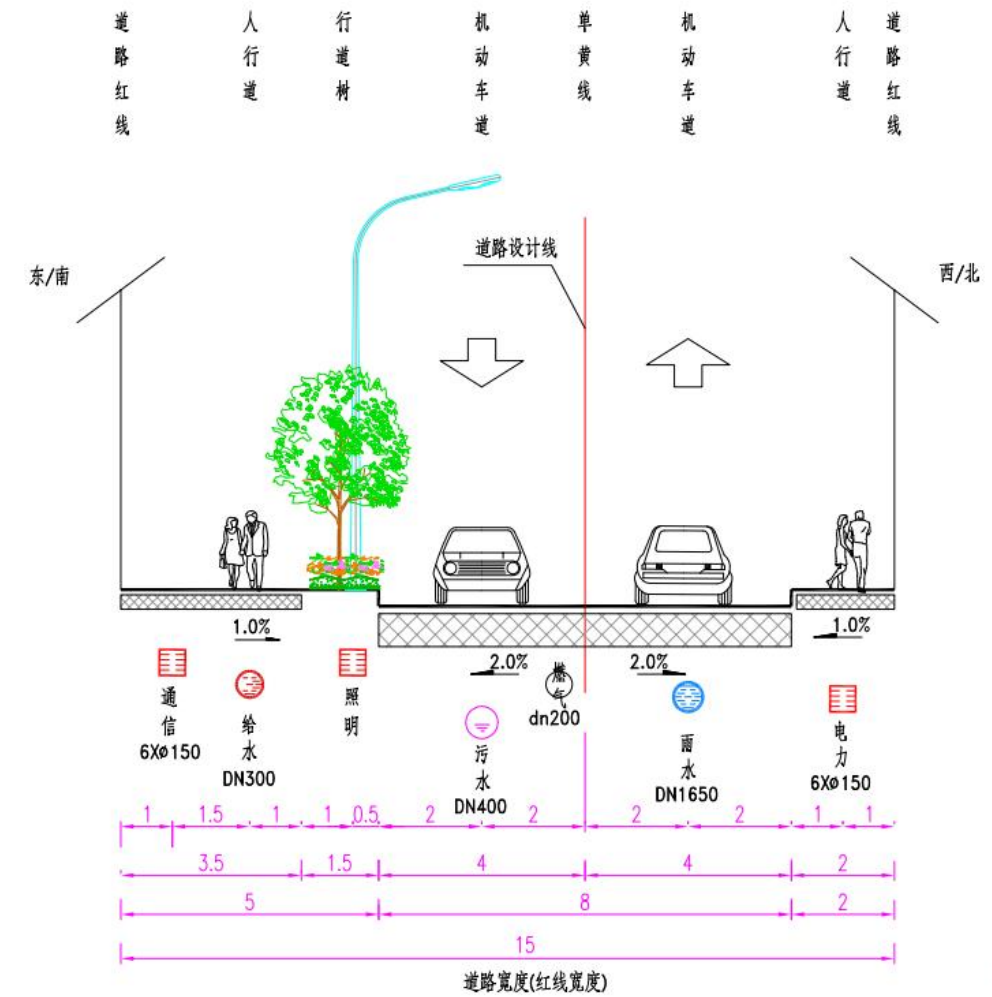 道路红线
人行道
行道树
机动车道
单黄线
机动车道
人行道
道路红线
道路设计线
东/南
西/北
1.0%
1.0%
2.0%
2.0%
燃气
dn200
通信
6Xø150
给水
DN300
照明
污水
DN400
雨水
DN1650
电力
6Xø150
1 1.5 1 1 0.5 2 2 2 2 1 1
3.5 1.5 4 4 2
5 8 2
15
道路宽度(红线宽度)